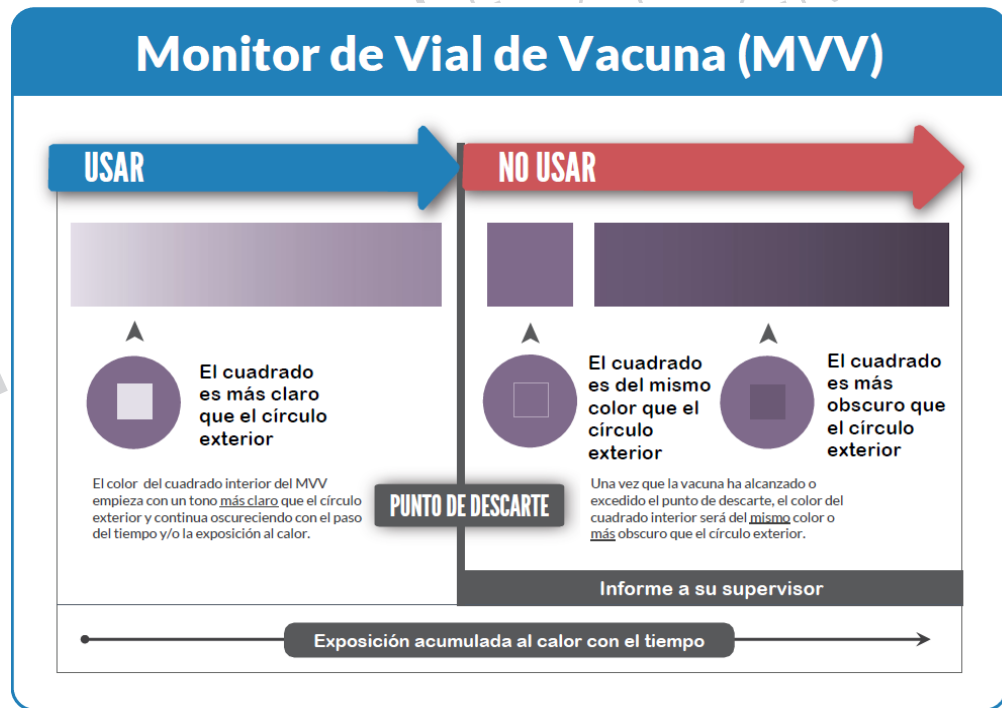 Monitor de Vial de Vacuna (MVV)
USAR
NO USAR
El cuadrado
es más claro
que el círculo
exterior
El cuadrado
es del mismo
color que el
círculo
exterior
El cuadrado
es más
obscuro que
el círculo
exterior
El color del cuadrado interior del MVV
empieza con un tono más claro que el círculo
exterior y continua oscureciendo con el paso
del tiempo y/o la exposición al calor.
PUNTO DE DESCARTE
Una vez que la vacuna ha alcanzado o
excedido el punto de descarte, el color del
cuadrado interior será del mismo color o
más obscuro que el círculo exterior.
Informe a su supervisor
Exposición acumulada al calor con el tiempo